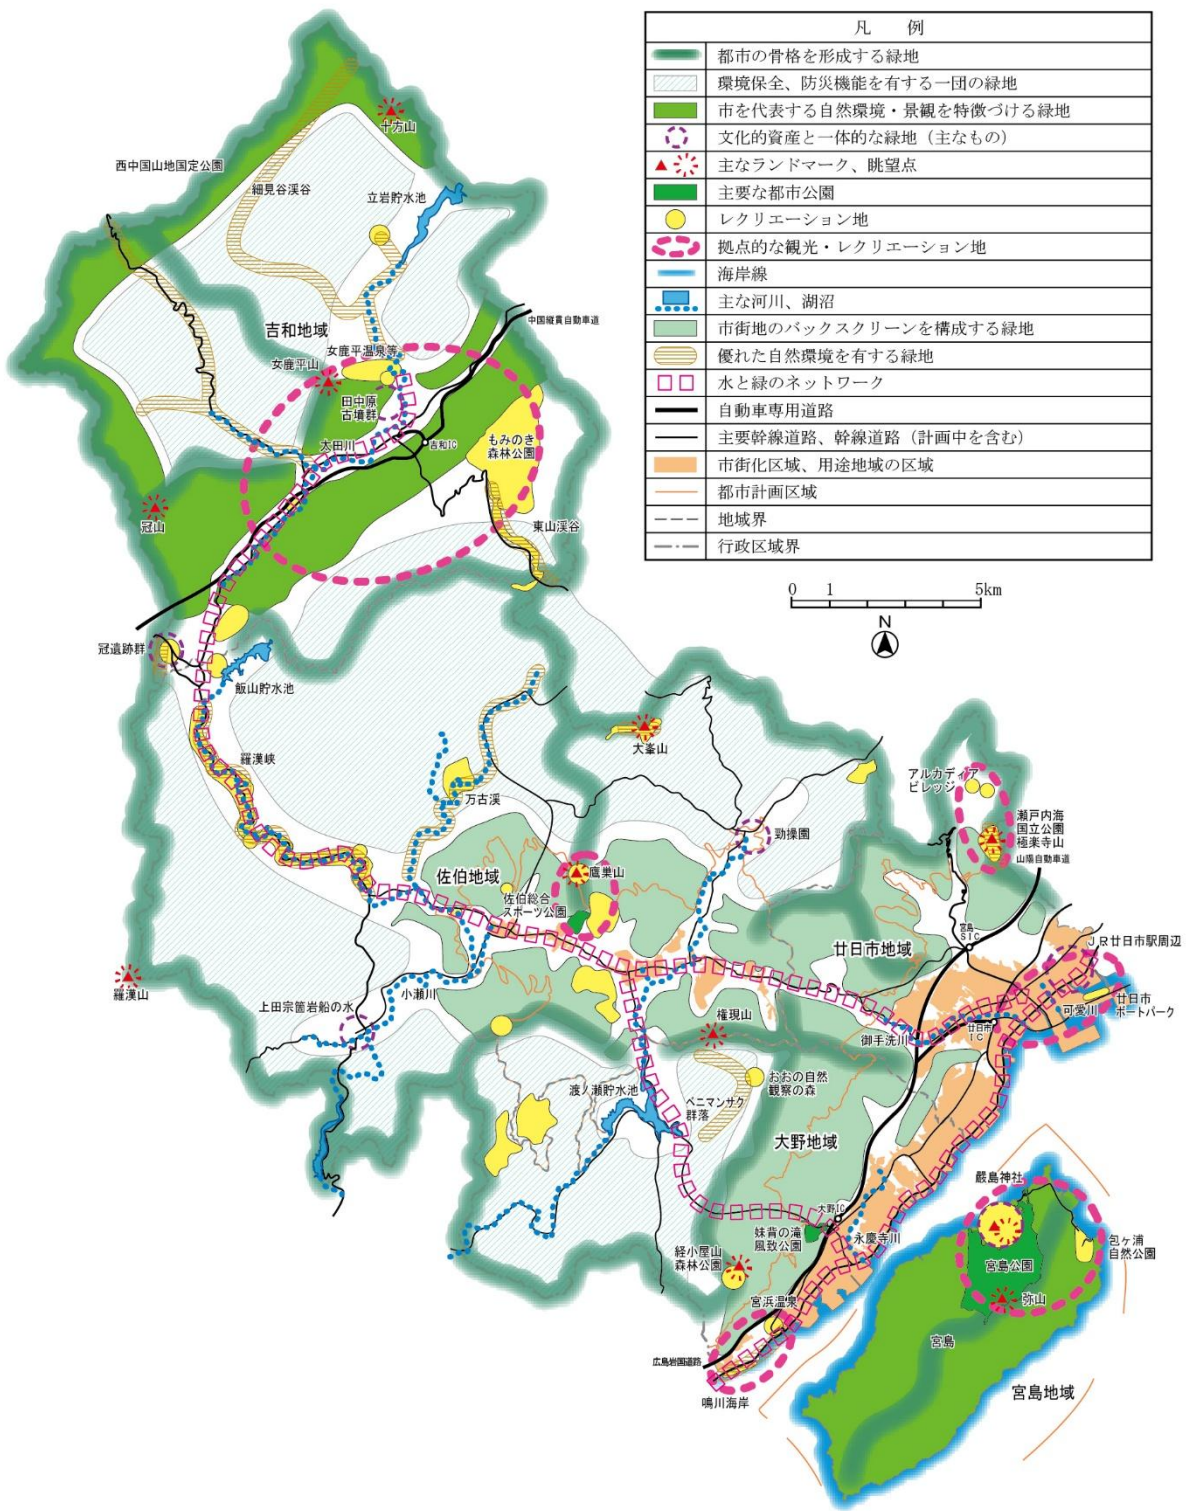 凡　例
都市の骨格を形成する緑地
環境保全、防災機能を有する一団の緑地
市を代表する自然環境・景観を特徴づける緑地
文化的資産と一体的な緑地（主なもの）
主なランドマーク、眺望点
主要な都市公園
レクリエーション地
拠点的な観光・レクリエーション地
海岸線
主な河川、湖沼
市街地のバックスクリーンを構成する緑地
優れた自然環境を有する緑地
水と緑のネットワーク
自動車専用道路
主要幹線道路、幹線道路（計画中を含む）
市街化区域、用途地域の区域
都市計画区域
地域界
行政区域界
0 1 5km
N
十方山
西中国山地国定公園
細見谷渓谷
立岩貯水池
中国縦貫自動車道
吉和地域
女鹿平温泉等
女鹿平山
田中原
古墳群
太田川
吉和IC
もみのき
森林公園
冠山
東山渓谷
冠遺跡群
飯山貯水池
羅漢峡
大峯山
万古渓
アルカディア
ビレッジ
瀬戸内海
国立公園
極楽寺山
山陽自動車道
勁操園
佐伯地域
鷹巣山
佐伯総合
スポーツ公園
宮島
SIC
廿日市地域
JR廿日市駅周辺
羅漢山
小瀬川
上田宗箇岩船の水
権現山
御手洗川
廿日市
IC
可愛川
廿日市
ボートパーク
渡ノ瀬貯水池
おおの自然
観察の森
ベニマンサク
群落
大野地域
嚴島神社
大野IC
妹背の滝
風致公園
永慶寺川
経小屋山
森林公園
包ヶ浦
自然公園
宮島公園
弥山
宮浜温泉
宮島
広島岩国道路
鳴川海岸
宮島地域